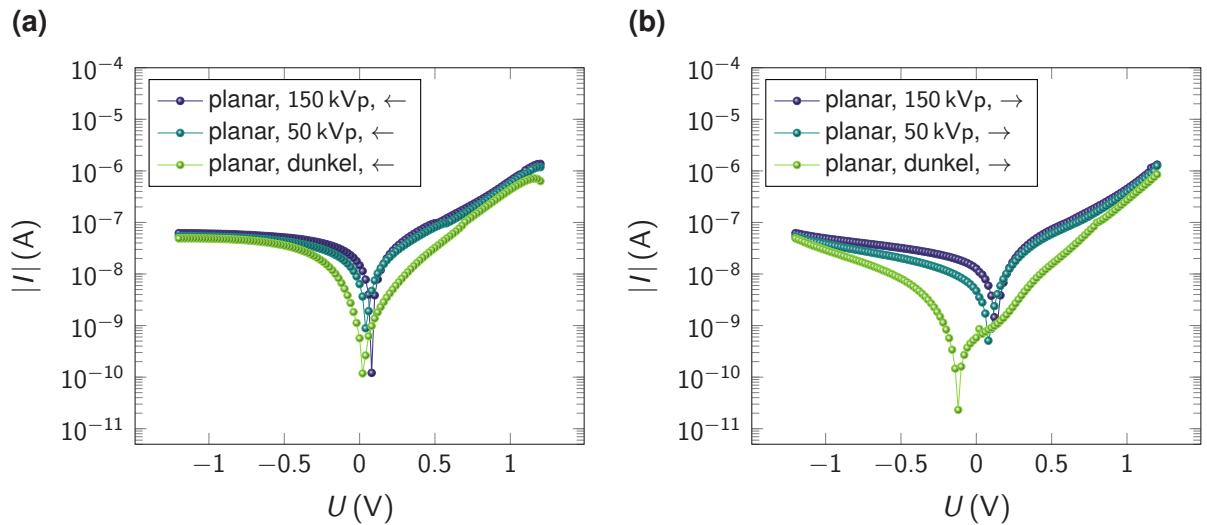 (a)
10⁻⁴
10⁻⁵
10⁻⁶
10⁻⁷
10⁻⁸
10⁻⁹
10⁻¹⁰
10⁻¹¹
|I| (A)
planar, 150 kVp, ←
planar, 50 kVp, ←
planar, dunkel, ←
−1 −0.5 0 0.5 1
U (V)
(b)
10⁻⁴
10⁻⁵
10⁻⁶
10⁻⁷
10⁻⁸
10⁻⁹
10⁻¹⁰
10⁻¹¹
|I| (A)
planar, 150 kVp, →
planar, 50 kVp, →
planar, dunkel, →
−1 −0.5 0 0.5 1
U (V)